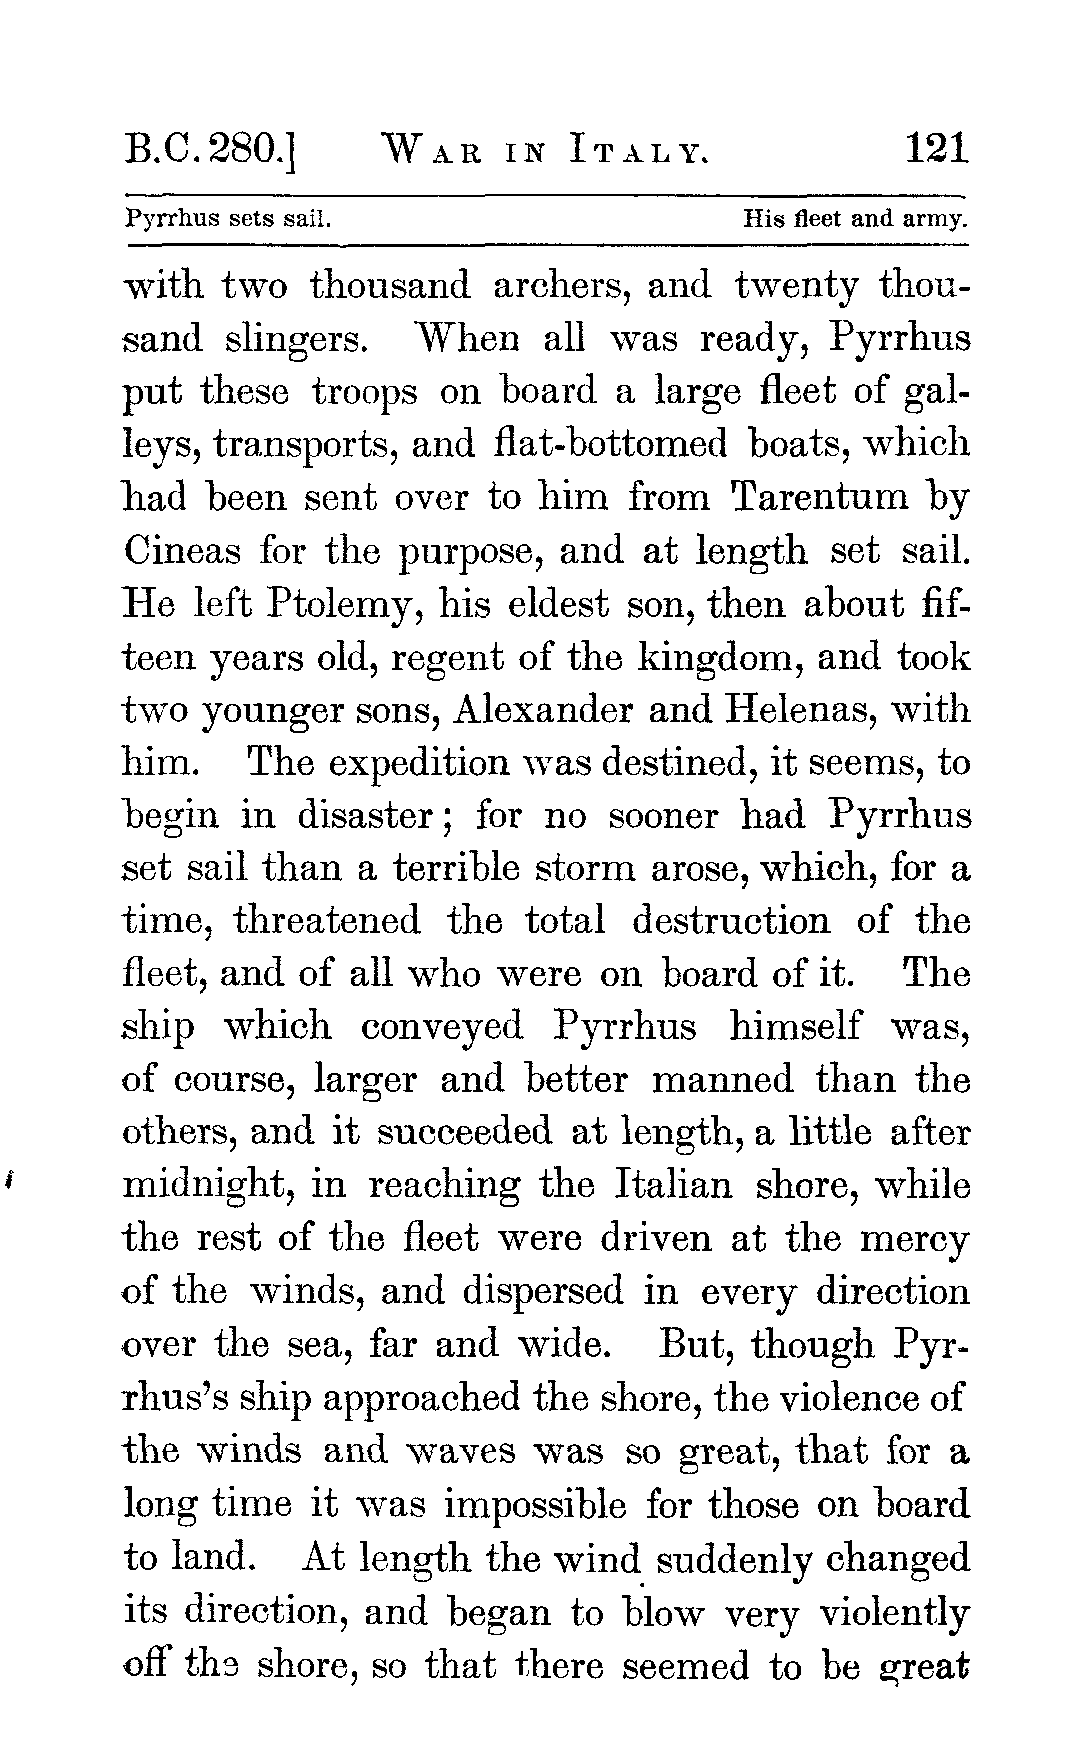 B.C. 280.] WAR IN ITALY. 121
Pyrrhus sets sail. His fleet and army.
with two thousand archers, and twenty thou-
sand slingers. When all was ready, Pyrrhus
put these troops on board a large fleet of gal-
leys, transports, and flat-bottomed boats, which
had been sent over to him from Tarentum by
Cineas for the purpose, and at length set sail.
He left Ptolemy, his eldest son, then about fif-
teen years old, regent of the kingdom, and took
two younger sons, Alexander and Helenas, with
him. The expedition was destined, it seems, to
begin in disaster; for no sooner had Pyrrhus
set sail than a terrible storm arose, which, for a
time, threatened the total destruction of the
fleet, and of all who were on board of it. The
ship which conveyed Pyrrhus himself was,
of course, larger and better manned than the
others, and it succeeded at length, a little after
midnight, in reaching the Italian shore, while
the rest of the fleet were driven at the mercy
of the winds, and dispersed in every direction
over the sea, far and wide. But, though Pyr-
rhus's ship approached the shore, the violence of
the winds and waves was so great, that for a
long time it was impossible for those on board
to land. At length the wind suddenly changed
its direction, and began to blow very violently
off the shore, so that there seemed to be great